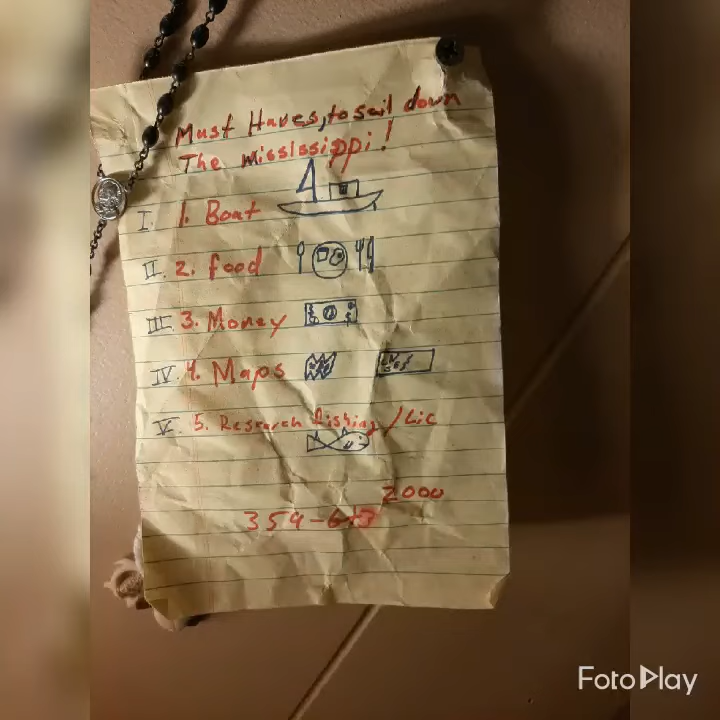 Must Haves, to sail down
The mississippi!
I. 1. Boat
II. 2. food
III. 3. Money
IV. 4. Maps
V. 5. Research fishing / Lic
2000
354-6
FotoPlay